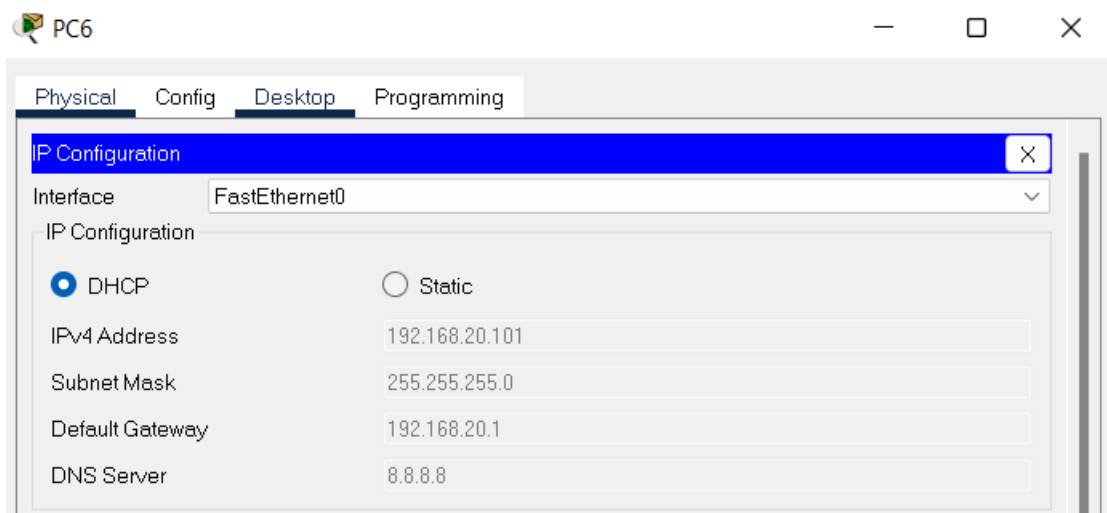 PC6
Physical Config Desktop Programming
IP Configuration X
Interface FastEthernet0
IP Configuration
DHCP Static
IPv4 Address 192.168.20.101
Subnet Mask 255.255.255.0
Default Gateway 192.168.20.1
DNS Server 8.8.8.8